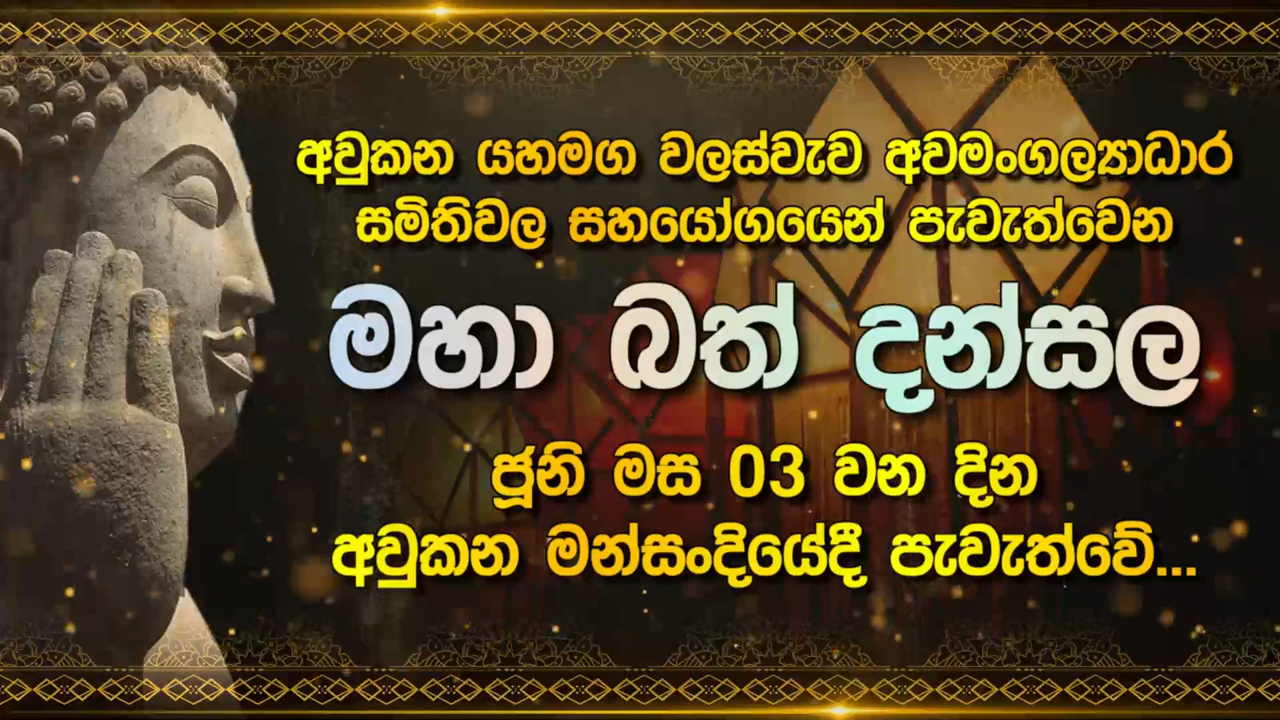 අවුකන යහමග වලස්වැව අවමංගල්‍යාධාර
සමිතිවල සහයෝගයෙන් පැවැත්වෙන
මහා බත් දන්සල
ජූනි මස 03 වන දින
අවුකන මන්සංදියේදී පැවැත්වේ...